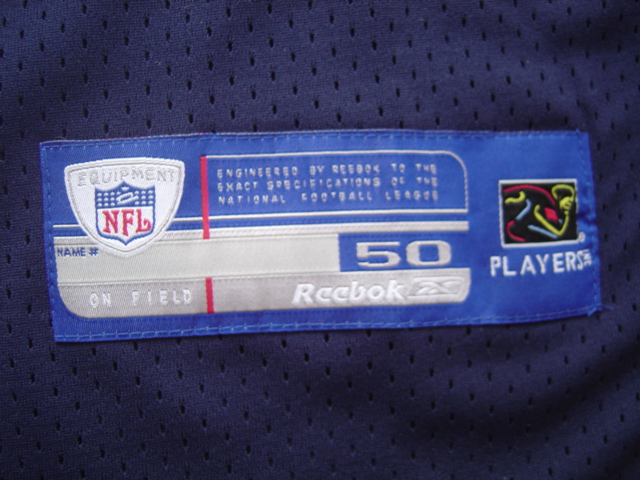 EQUIPMENT
NFL
ENGINEERED BY REEBOK TO THE
EXACT SPECIFICATIONS OF THE
NATIONAL FOOTBALL LEAGUE
NAME #
50
ON FIELD
Reebok
PLAYERS INC
®